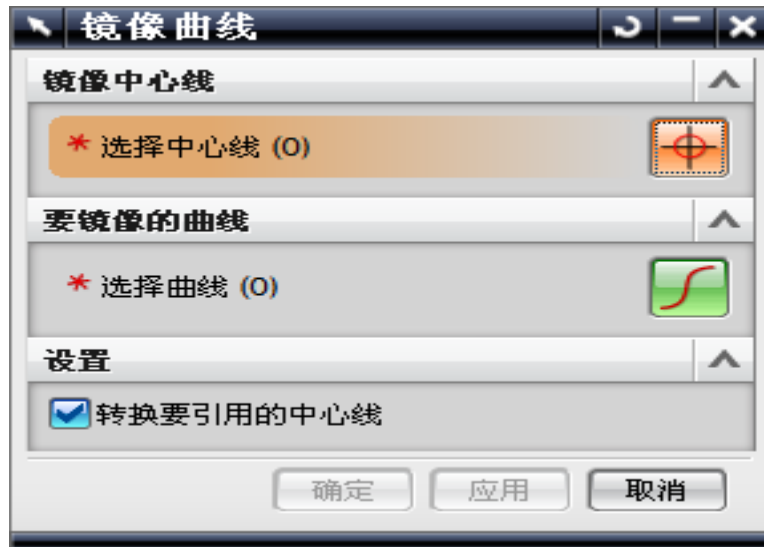 镜像曲线
镜像中心线
* 选择中心线 (0)
要镜像的曲线
* 选择曲线 (0)
设置
转换要引用的中心线
确定 应用 取消